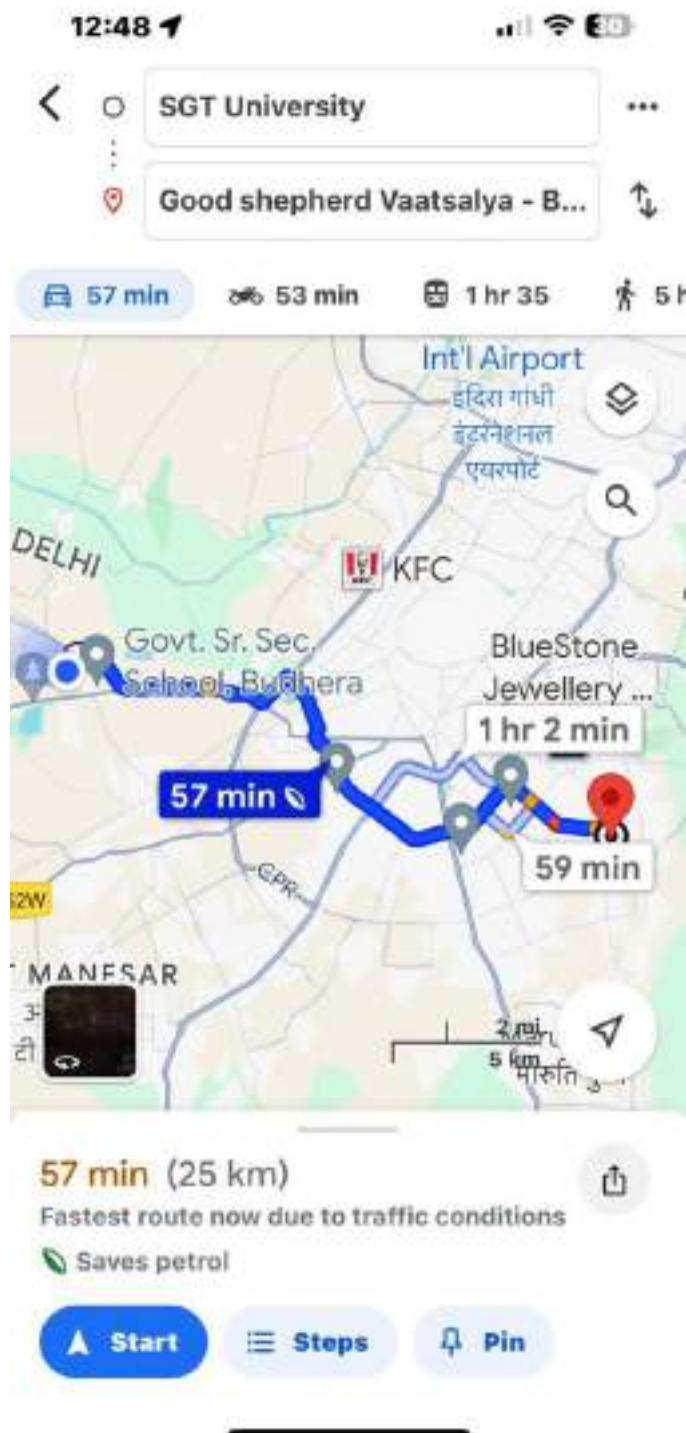 12:48
30
SGT University
Good shepherd Vaatsalya - B...
57 min
53 min
1 hr 35
5 h
Int'l Airport
इंदिरा गांधी
इंटरनेशनल
एयरपोर्ट
DELHI
KFC
Govt. Sr. Sec.
School, Budhera
BlueStone
Jewellery ...
1 hr 2 min
57 min
59 min
CPR
52W
MANESAR
2 mi
5 km
57 min (25 km)
Fastest route now due to traffic conditions
Saves petrol
Start
Steps
Pin